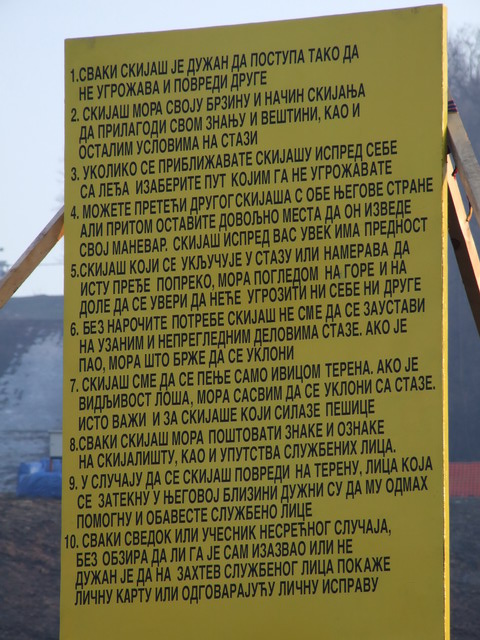 1.СВАКИ СКИЈАШ ЈЕ ДУЖАН ДА ПОСТУПА ТАКО ДА
НЕ УГРОЖАВА И ПОВРЕДИ ДРУГЕ
2. СКИЈАШ МОРА СВОЈУ БРЗИНУ И НАЧИН СКИЈАЊА
ДА ПРИЛАГОДИ СВОМ ЗНАЊУ И ВЕШТИНИ, КАО И
ОСТАЛИМ УСЛОВИМА НА СТАЗИ
3. УКОЛИКО СЕ ПРИБЛИЖАВАТЕ СКИЈАШУ ИСПРЕД СЕБЕ
СА ЛЕЂА ИЗАБЕРИТЕ ПУТ КОЈИМ ГА НЕ УГРОЖАВАТЕ
4. МОЖЕТЕ ПРЕТЕЋИ ДРУГОГ СКИЈАША С ОБЕ ЊЕГОВЕ СТРАНЕ
АЛИ ПРИТОМ ОСТАВИТЕ ДОВОЉНО МЕСТА ДА ОН ИЗВЕДЕ
СВОЈ МАНЕВАР. СКИЈАШ ИСПРЕД ВАС УВЕК ИМА ПРЕДНОСТ
5.СКИЈАШ КОЈИ СЕ УКЉУЧУЈЕ У СТАЗУ ИЛИ НАМЕРАВА ДА
ИСТУ ПРЕЂЕ ПОПРЕКО, МОРА ПОГЛЕДОМ НА ГОРЕ И НА
ДОЛЕ ДА СЕ УВЕРИ ДА НЕЋЕ УГРОЗИТИ НИ СЕБЕ НИ ДРУГЕ
6. БЕЗ НАРОЧИТЕ ПОТРЕБЕ СКИЈАШ НЕ СМЕ ДА СЕ ЗАУСТАВИ
НА УЗАНИМ И НЕПРЕГЛЕДНИМ ДЕЛОВИМА СТАЗЕ. АКО ЈЕ
ПАО, МОРА ШТО БРЖЕ ДА СЕ УКЛОНИ
7. СКИЈАШ СМЕ ДА СЕ ПЕЊЕ САМО ИВИЦОМ ТЕРЕНА. АКО ЈЕ
ВИДЉИВОСТ ЛОША, МОРА САСВИМ ДА СЕ УКЛОНИ СА СТАЗЕ.
ИСТО ВАЖИ И ЗА СКИЈАШЕ КОЈИ СИЛАЗЕ ПЕШИЦЕ
8.СВАКИ СКИЈАШ МОРА ПОШТОВАТИ ЗНАКЕ И ОЗНАКЕ
НА СКИЈАЛИШТУ, КАО И УПУТСТВА СЛУЖБЕНИХ ЛИЦА.
9. У СЛУЧАЈУ ДА СЕ СКИЈАШ ПОВРЕДИ НА ТЕРЕНУ, ЛИЦА КОЈА
СЕ ЗАТЕКНУ У ЊЕГОВОЈ БЛИЗИНИ ДУЖНИ СУ ДА МУ ОДМАХ
ПОМОГНУ И ОБАВЕСТЕ СЛУЖБЕНО ЛИЦЕ
10. СВАКИ СВЕДОК ИЛИ УЧЕСНИК НЕСРЕЋНОГ СЛУЧАЈА,
БЕЗ ОБЗИРА ДА ЛИ ГА ЈЕ САМ ИЗАЗВАО ИЛИ НЕ
ДУЖАН ЈЕ ДА НА ЗАХТЕВ СЛУЖБЕНОГ ЛИЦА ПОКАЖЕ
ЛИЧНУ КАРТУ ИЛИ ОДГОВАРАЈУЋУ ЛИЧНУ ИСПРАВУ